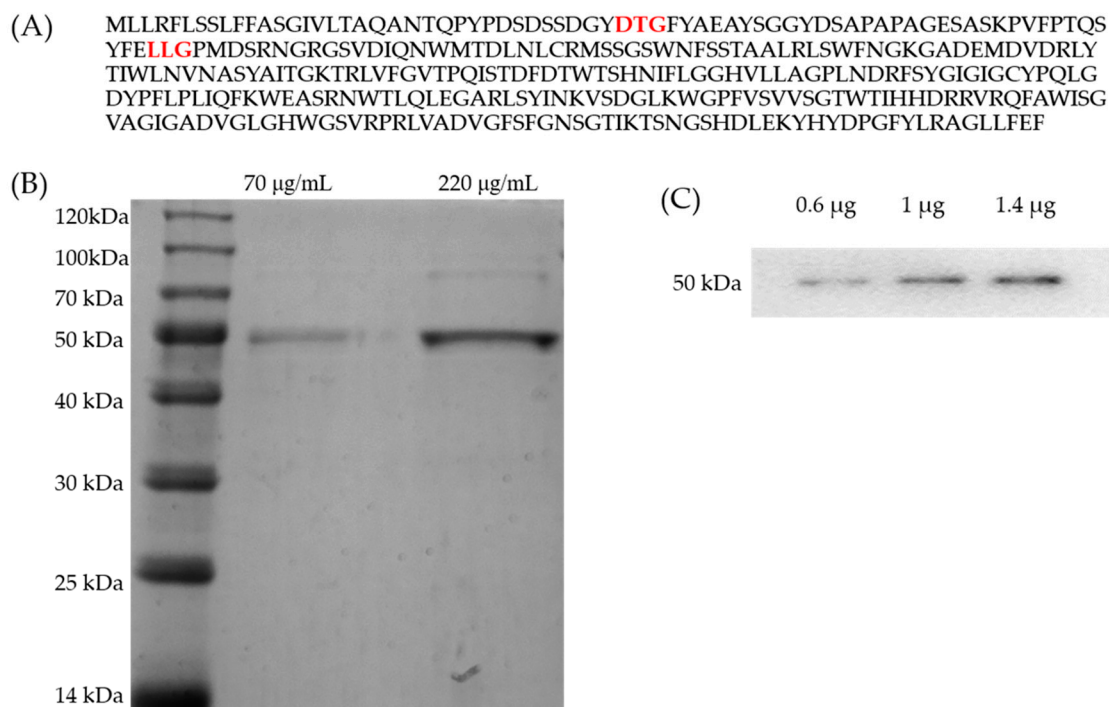 (A)
MLLRFLSSLFFASGIVLTAQANTQPYPDSDSSDGYDTGFYAEAYSGGYDSAPAPAGESASKPVFPTQS
YFELLGPMDSRNGRGSVDIQNWMTDLNLCRMSSGSWNFSSTAALRLSWFNGKGADEMDVDRLY
TIWLNVNASYAITGKTRLVFGVTPQISTDFDTWTSHNIFLGGHVLLAGPLNDRFSYGIGIGCYPQLG
DYPFLPLIQFKWEASRNWTLQLEGARLSYINKVSDGLKWGPFVSVVSGTWTIHHDRRVRQFAWISG
VAGIGADVGLGHWGSVRPRLVADVGFSFGNSGTIKTSNGSHDLEKYHYDPGFYLRAGLLFEF
(B)
70 µg/mL 220 µg/mL
120kDa
100kDa
70 kDa
50 kDa
40 kDa
30 kDa
25 kDa
14 kDa
(C)
0.6 µg 1 µg 1.4 µg
50 kDa